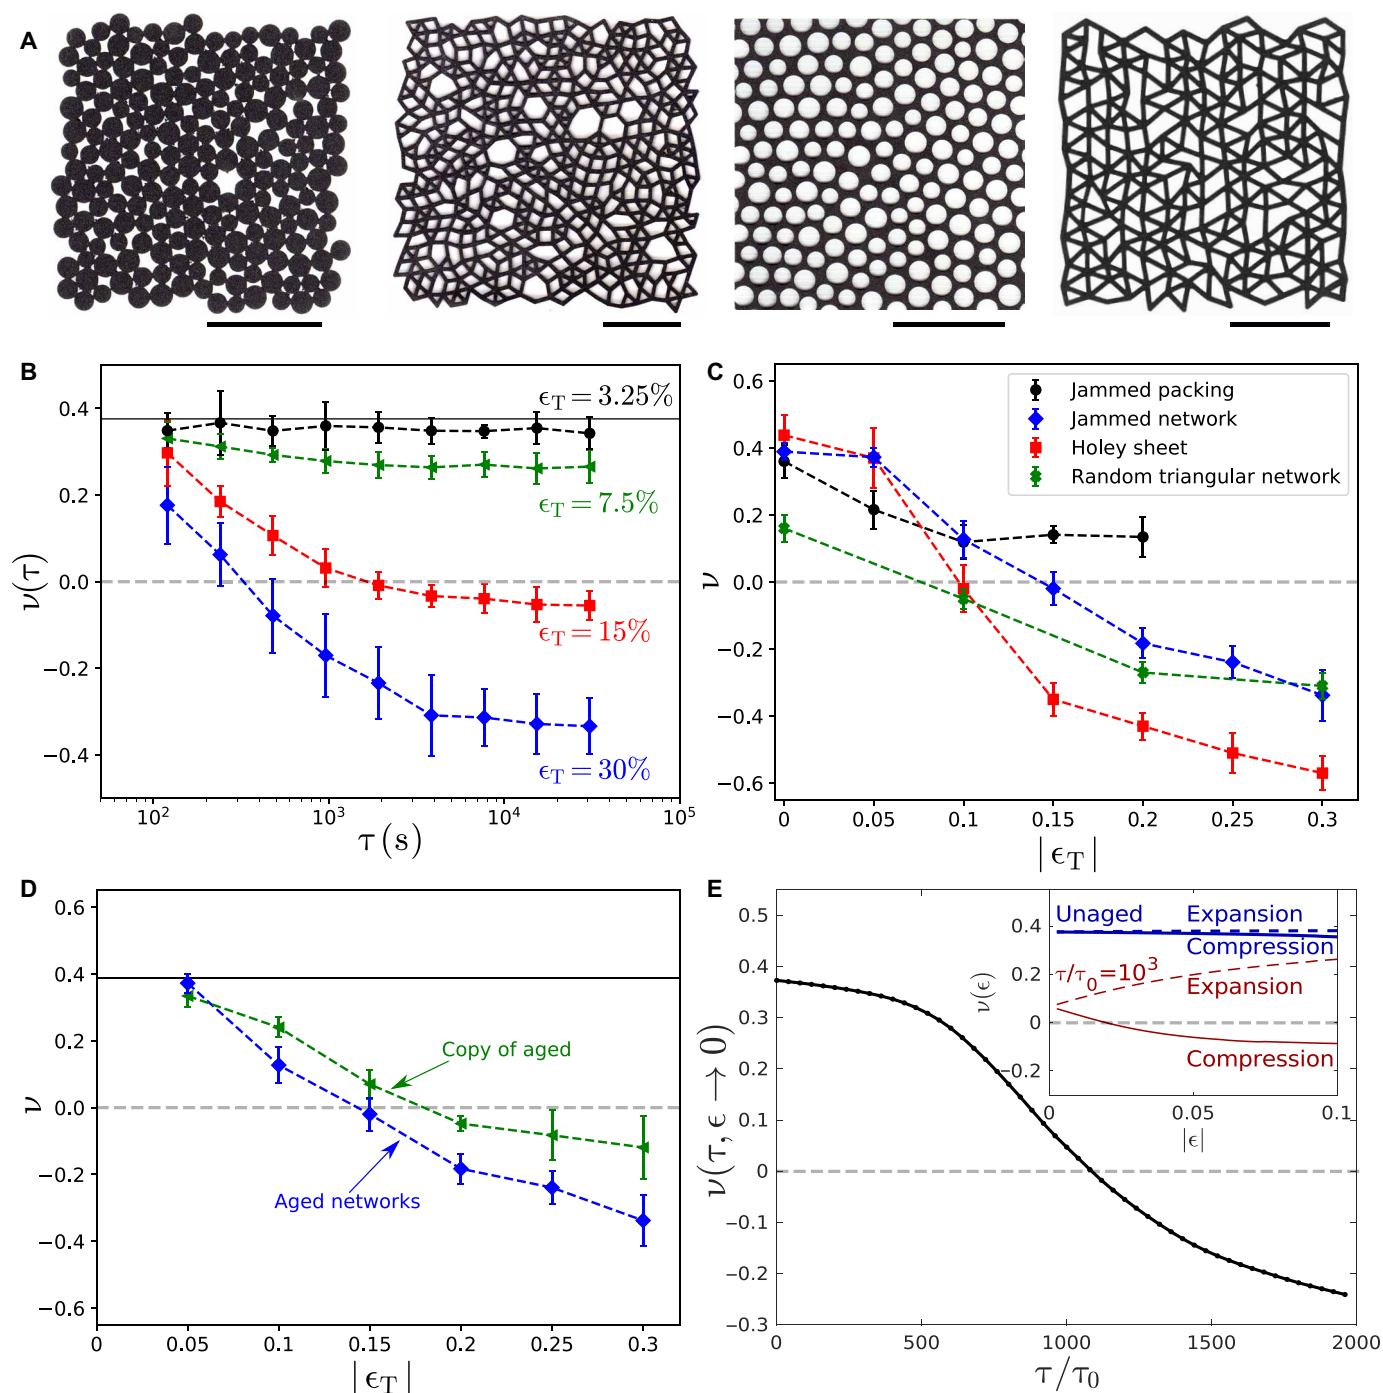 A
B
ν(τ)
0.4
0.2
0.0
−0.2
−0.4
ϵT = 3.25%
ϵT = 7.5%
ϵT = 15%
ϵT = 30%
10² 10³ 10⁴ 10⁵
τ (s)
C
ν
0.6
0.4
0.2
0.0
−0.2
−0.4
−0.6
Jammed packing
Jammed network
Holey sheet
Random triangular network
0 0.05 0.1 0.15 0.2 0.25 0.3
|ϵT|
D
ν
0.6
0.4
0.2
0.0
−0.2
−0.4
−0.6
Copy of aged
Aged networks
0 0.05 0.1 0.15 0.2 0.25 0.3
|ϵT|
E
ν(τ, ϵ → 0)
0.5
0.4
0.3
0.2
0.1
0
−0.1
−0.2
−0.3
0 500 1000 1500 2000
τ/τ0
ν(ϵ)
0.4
0.2
0
−0.2
Unaged Expansion
Compression
τ/τ0=10³
Expansion
Compression
0 0.05 0.1
|ϵ|